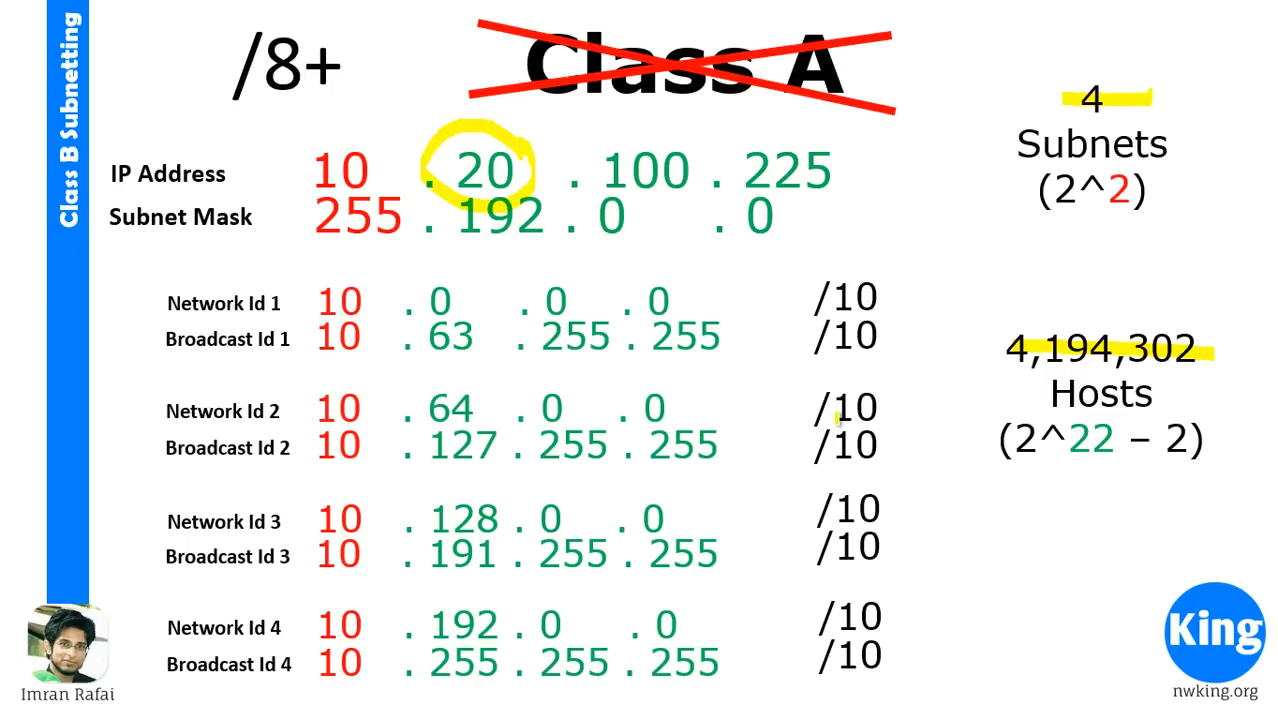 Class B Subnetting
/8+ Class A
4
Subnets
(2^2)
IP Address 10 . 20 . 100 . 225
Subnet Mask 255 . 192 . 0 . 0
Network Id 1 10 . 0 . 0 . 0 /10
Broadcast Id 1 10 . 63 . 255 . 255 /10
4,194,302
Hosts
(2^22 – 2)
Network Id 2 10 . 64 . 0 . 0 /10
Broadcast Id 2 10 . 127 . 255 . 255 /10
Network Id 3 10 . 128 . 0 . 0 /10
Broadcast Id 3 10 . 191 . 255 . 255 /10
Network Id 4 10 . 192 . 0 . 0 /10
Broadcast Id 4 10 . 255 . 255 . 255 /10
Imran Rafai
King
nwking.org